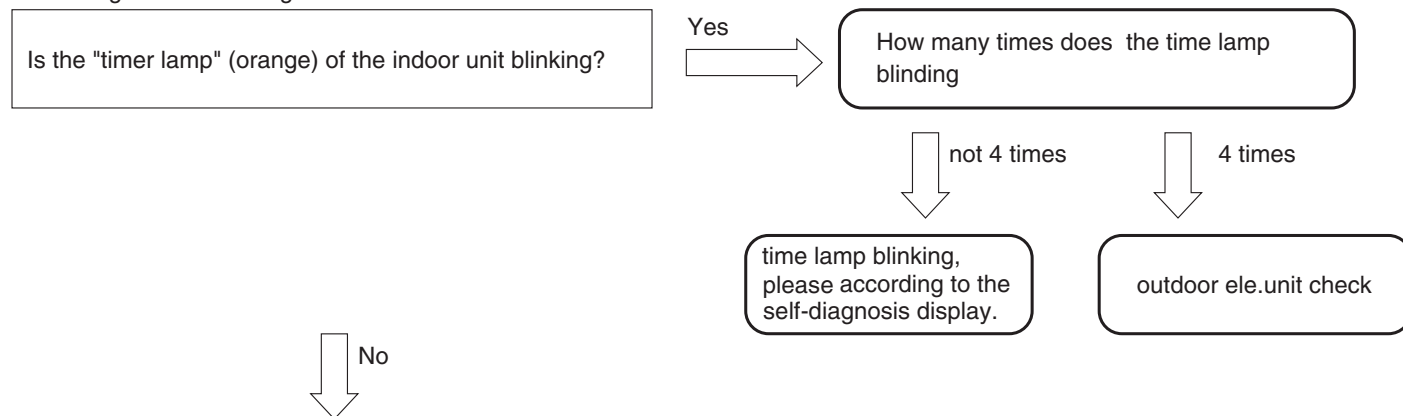 Is the "timer lamp" (orange) of the indoor unit blinking?
Yes
How many times does the time lamp
blinding
not 4 times
4 times
time lamp blinking,
please according to the
self-diagnosis display.
outdoor ele.unit check
No